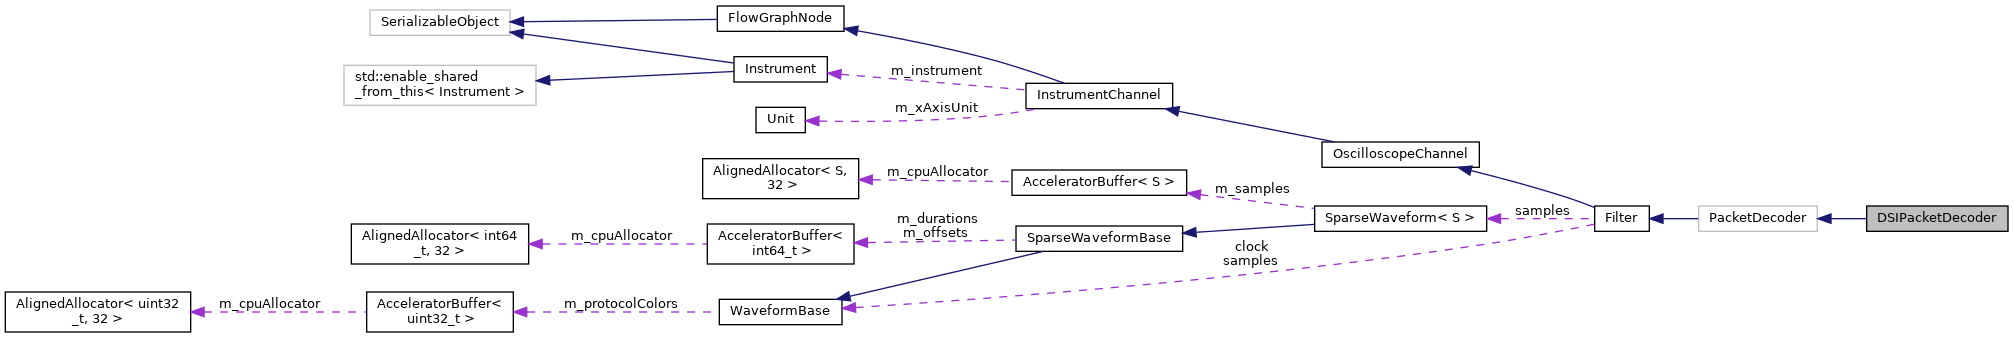 SerializableObject
FlowGraphNode
Instrument
std::enable_shared
_from_this< Instrument >
m_instrument
InstrumentChannel
m_xAxisUnit
Unit
OscilloscopeChannel
AlignedAllocator< S,
32 >
m_cpuAllocator
AcceleratorBuffer< S >
m_samples
SparseWaveform< S >
samples
Filter
PacketDecoder
DSIPacketDecoder
AlignedAllocator< int64
_t, 32 >
m_cpuAllocator
AcceleratorBuffer<
int64_t >
m_durations
m_offsets
SparseWaveformBase
clock
samples
AlignedAllocator< uint32
_t, 32 >
m_cpuAllocator
AcceleratorBuffer<
uint32_t >
m_protocolColors
WaveformBase